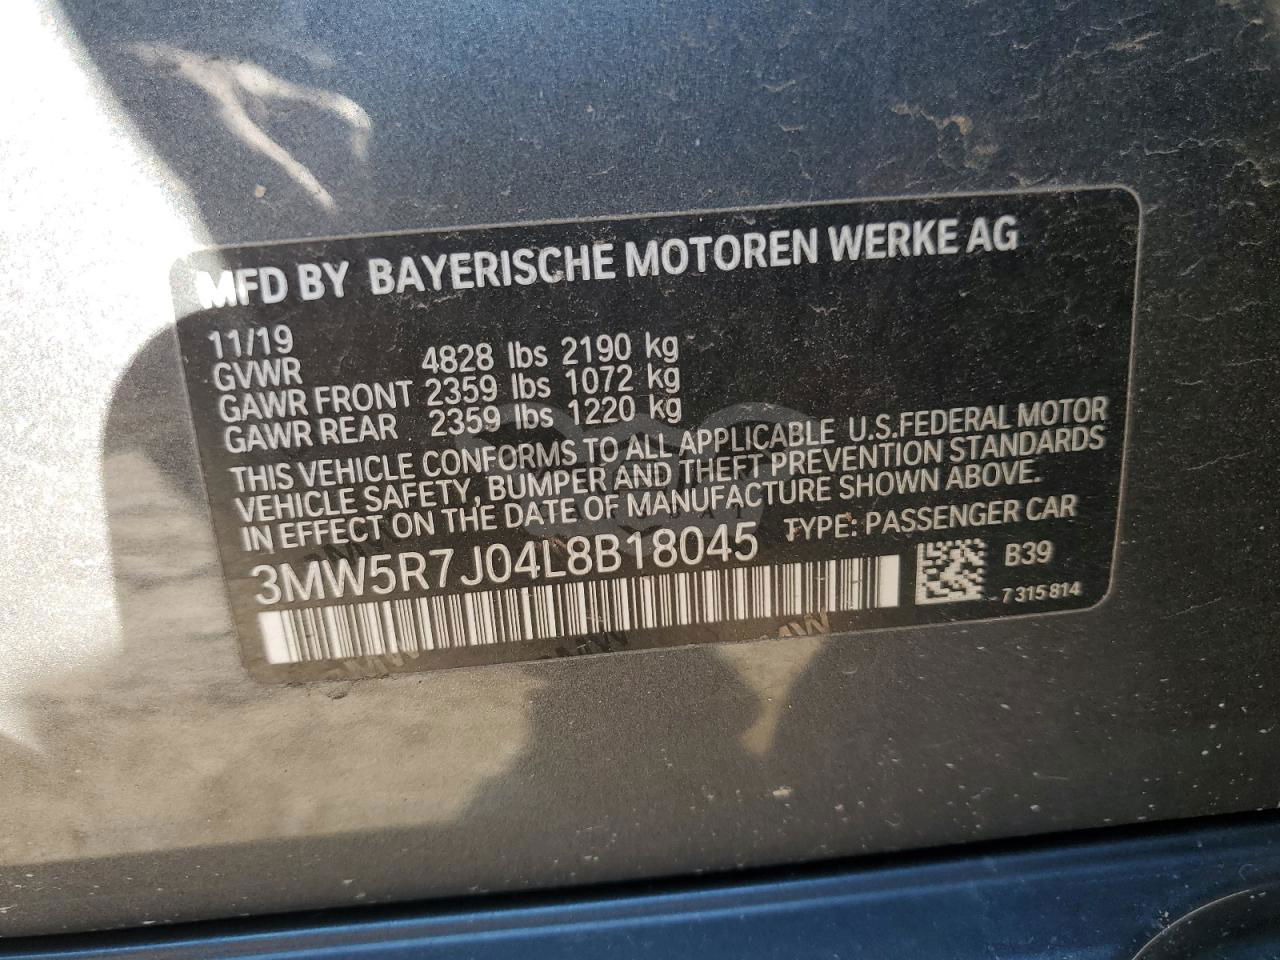 MFD BY BAYERISCHE MOTOREN WERKE AG
11/19
GVWR 4828 lbs 2190 kg
GAWR FRONT 2359 lbs 1072 kg
GAWR REAR 2359 lbs 1220 kg
THIS VEHICLE CONFORMS TO ALL APPLICABLE U.S.FEDERAL MOTOR
VEHICLE SAFETY, BUMPER AND THEFT PREVENTION STANDARDS
IN EFFECT ON THE DATE OF MANUFACTURE SHOWN ABOVE.
3MW5R7J04L8B18045 TYPE: PASSENGER CAR
B39
7 315 814